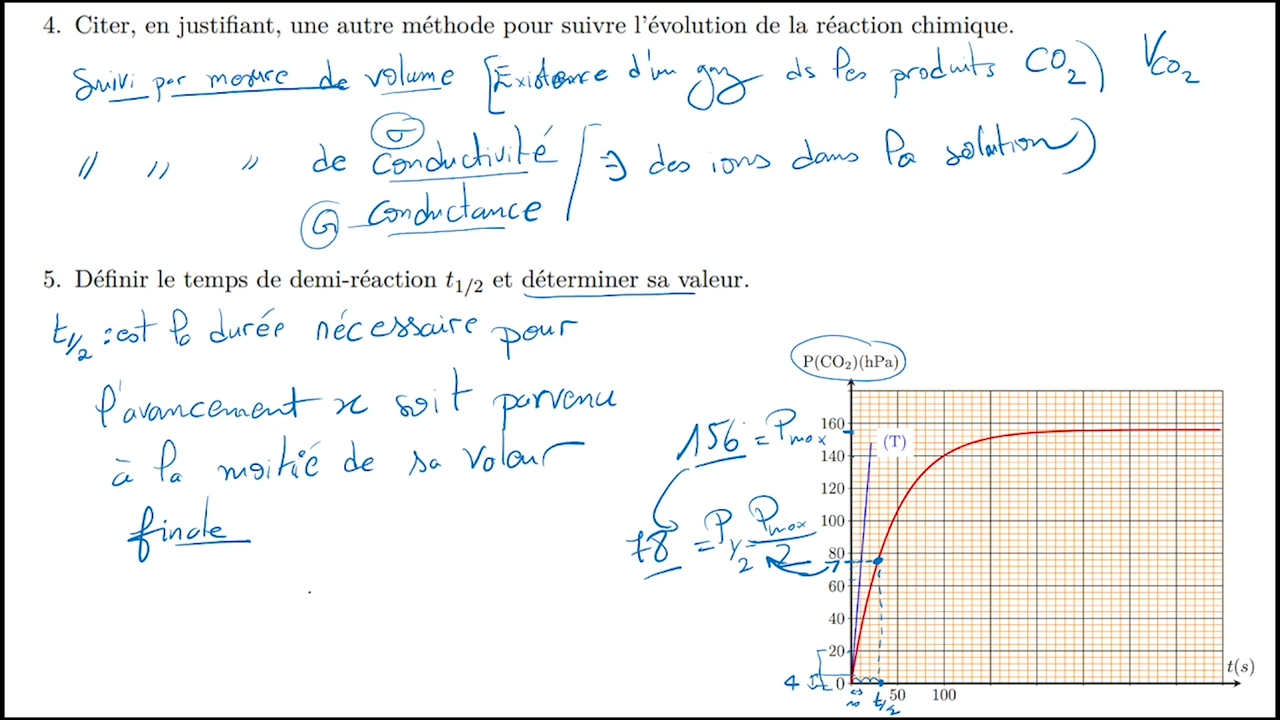 4. Citer, en justifiant, une autre méthode pour suivre l'évolution de la réaction chimique.
Suivi par mesure de volume [Existence d'un gaz ds les produits CO₂) V_CO₂
// // // de Conductivité [∃ des ions dans la solution)
σ
G Conductance
5. Définir le temps de demi-réaction t₁/₂ et déterminer sa valeur.
t₁/₂ : est la durée nécessaire pour
l'avancement x soit parvenu
à la moitié de sa valeur
finale
P(CO₂)(hPa)
156 = Pmax
(T)
78 = P₁/₂ = Pmax/2
160
140
120
100
80
60
40
20
4
0
50 100
10 t₁/₂
t(s)